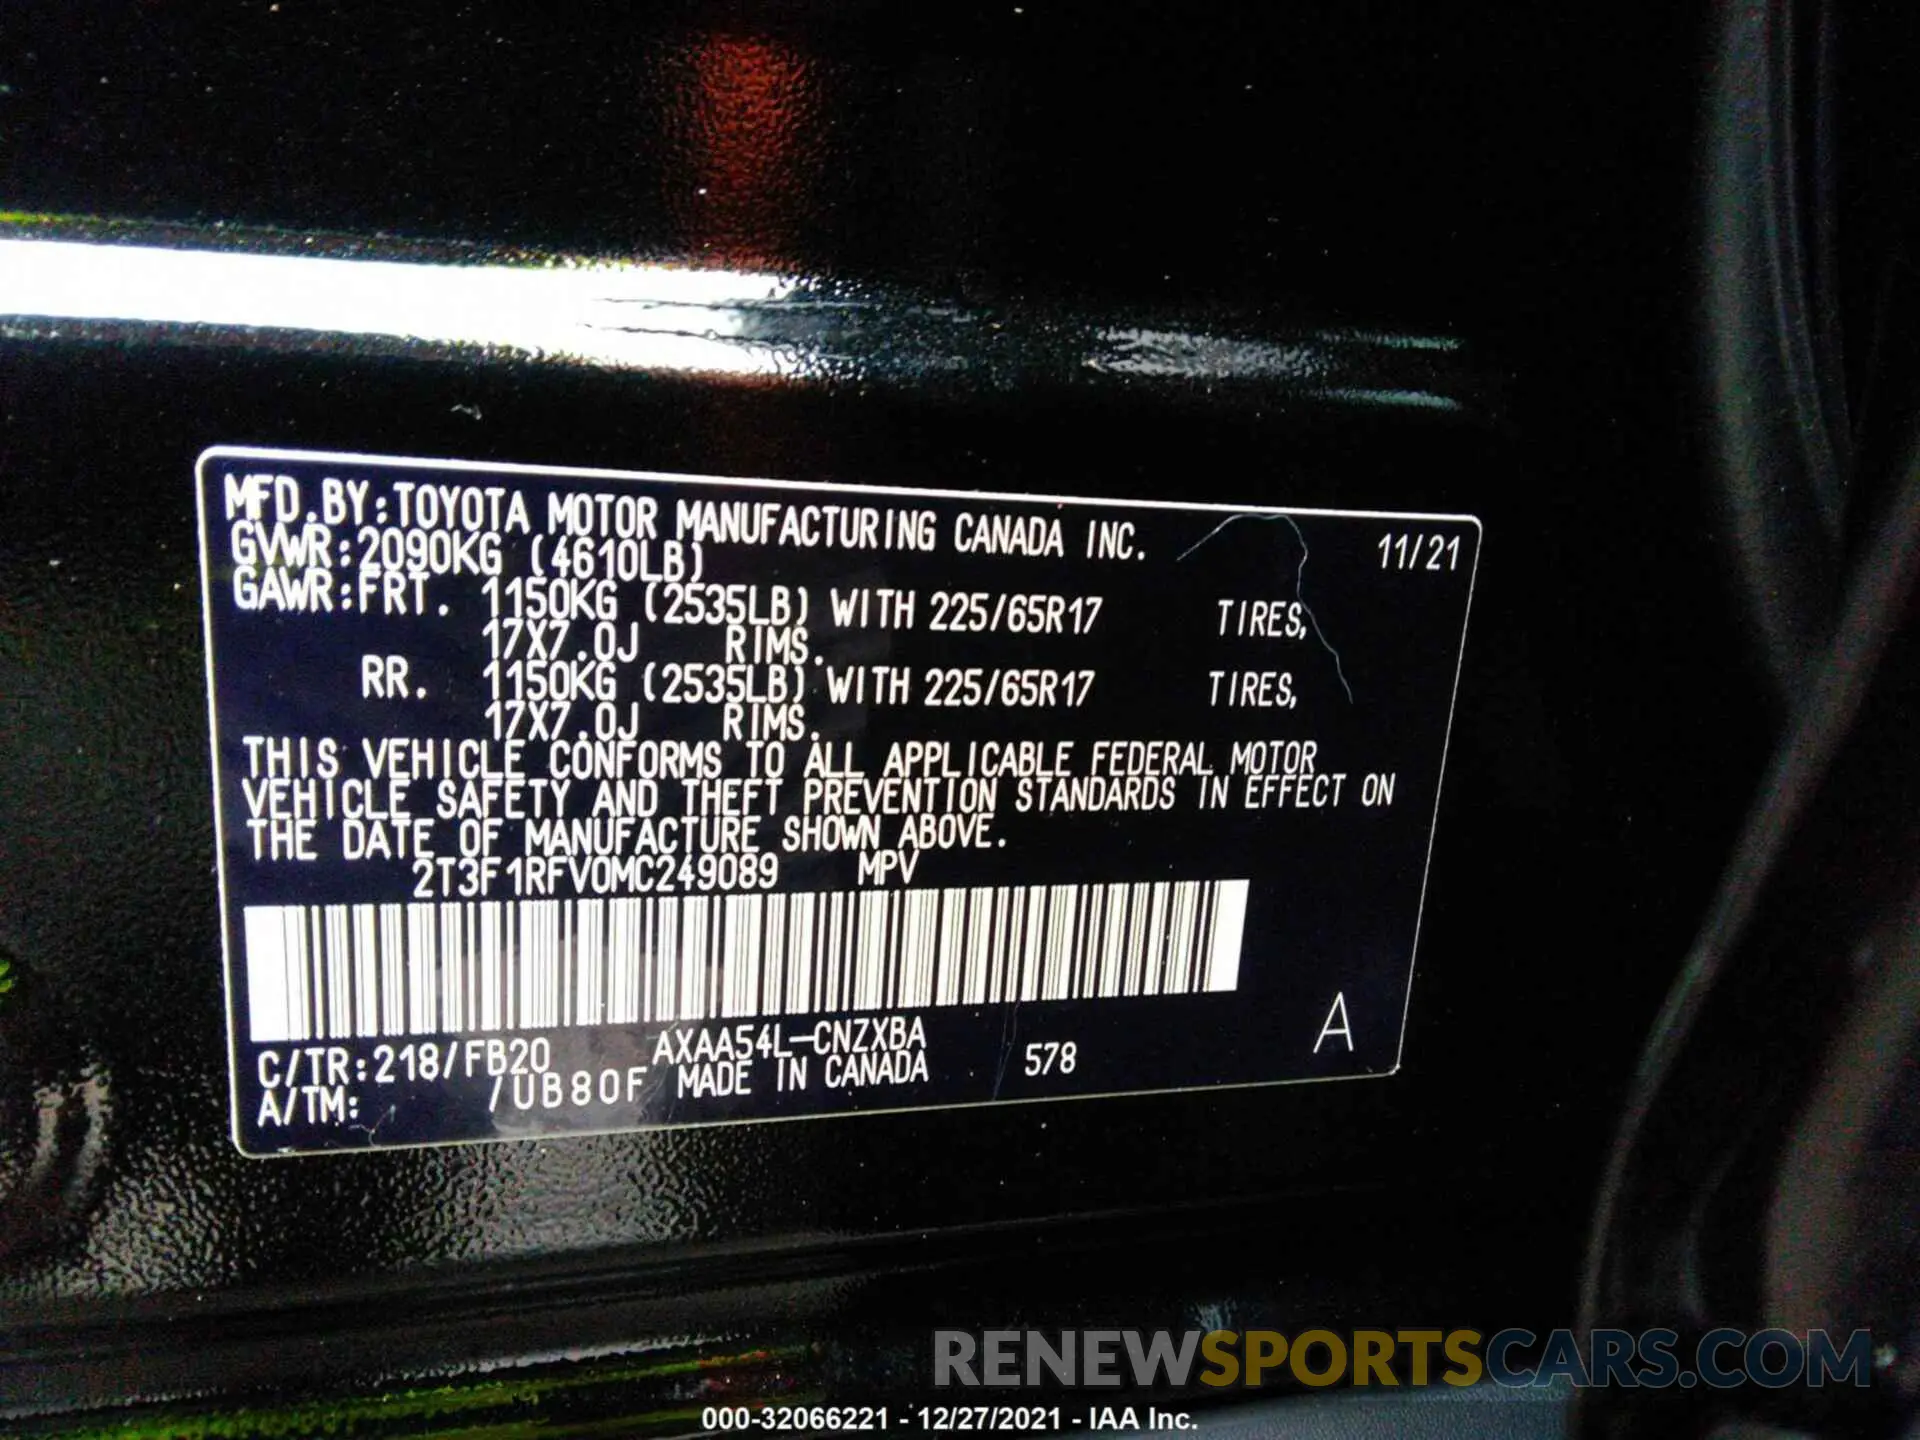 MFD.BY:TOYOTA MOTOR MANUFACTURING CANADA INC. 11/21
GVWR:2090KG (4610LB)
GAWR:FRT. 1150KG (2535LB) WITH 225/65R17 TIRES,
17X7.0J RIMS.
RR. 1150KG (2535LB) WITH 225/65R17 TIRES,
17X7.0J RIMS.
THIS VEHICLE CONFORMS TO ALL APPLICABLE FEDERAL MOTOR
VEHICLE SAFETY AND THEFT PREVENTION STANDARDS IN EFFECT ON
THE DATE OF MANUFACTURE SHOWN ABOVE.
2T3F1RFV0MC249089 MPV
C/TR:218/FB20 AXAA54L-CNZXBA 578 A
A/TM: /UB80F MADE IN CANADA
RENEWSPORTSCARS.COM
000-32066221 - 12/27/2021 - IAA Inc.